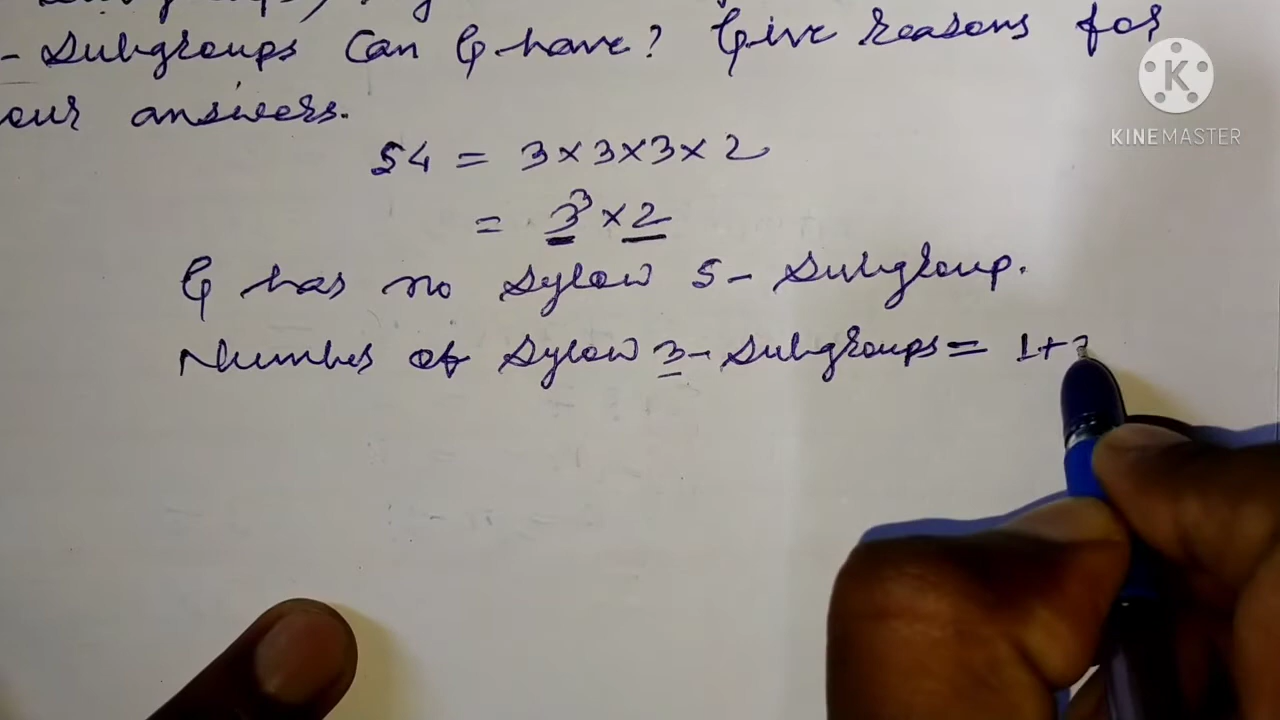 - Subgroups Can G have? Give reasons for
our answers.
54 = 3×3×3×2
= 3³×2
G has no Sylow 5- Subgroup.
Number of Sylow 3- Subgroups = 1+3
K
KINEMASTER